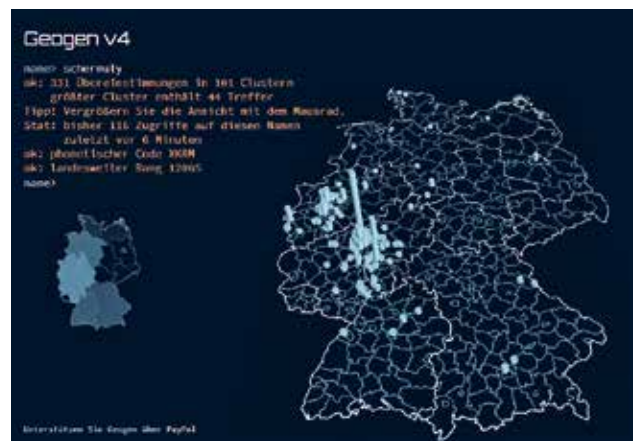 Geogen v4
name> schermuly
ok: 331 Übereinstimmungen in 101 Clustern
größter Cluster enthält 44 Treffer
Tipp: Vergrößern Sie die Ansicht mit dem Mausrad.
Stat: bisher 116 Zugriffe auf diesen Namen
zuletzt vor 6 Minuten
ok: phonetischer Code
ok: landesweiter Rang
name>
Unterstützen Sie Geogen über PayPal